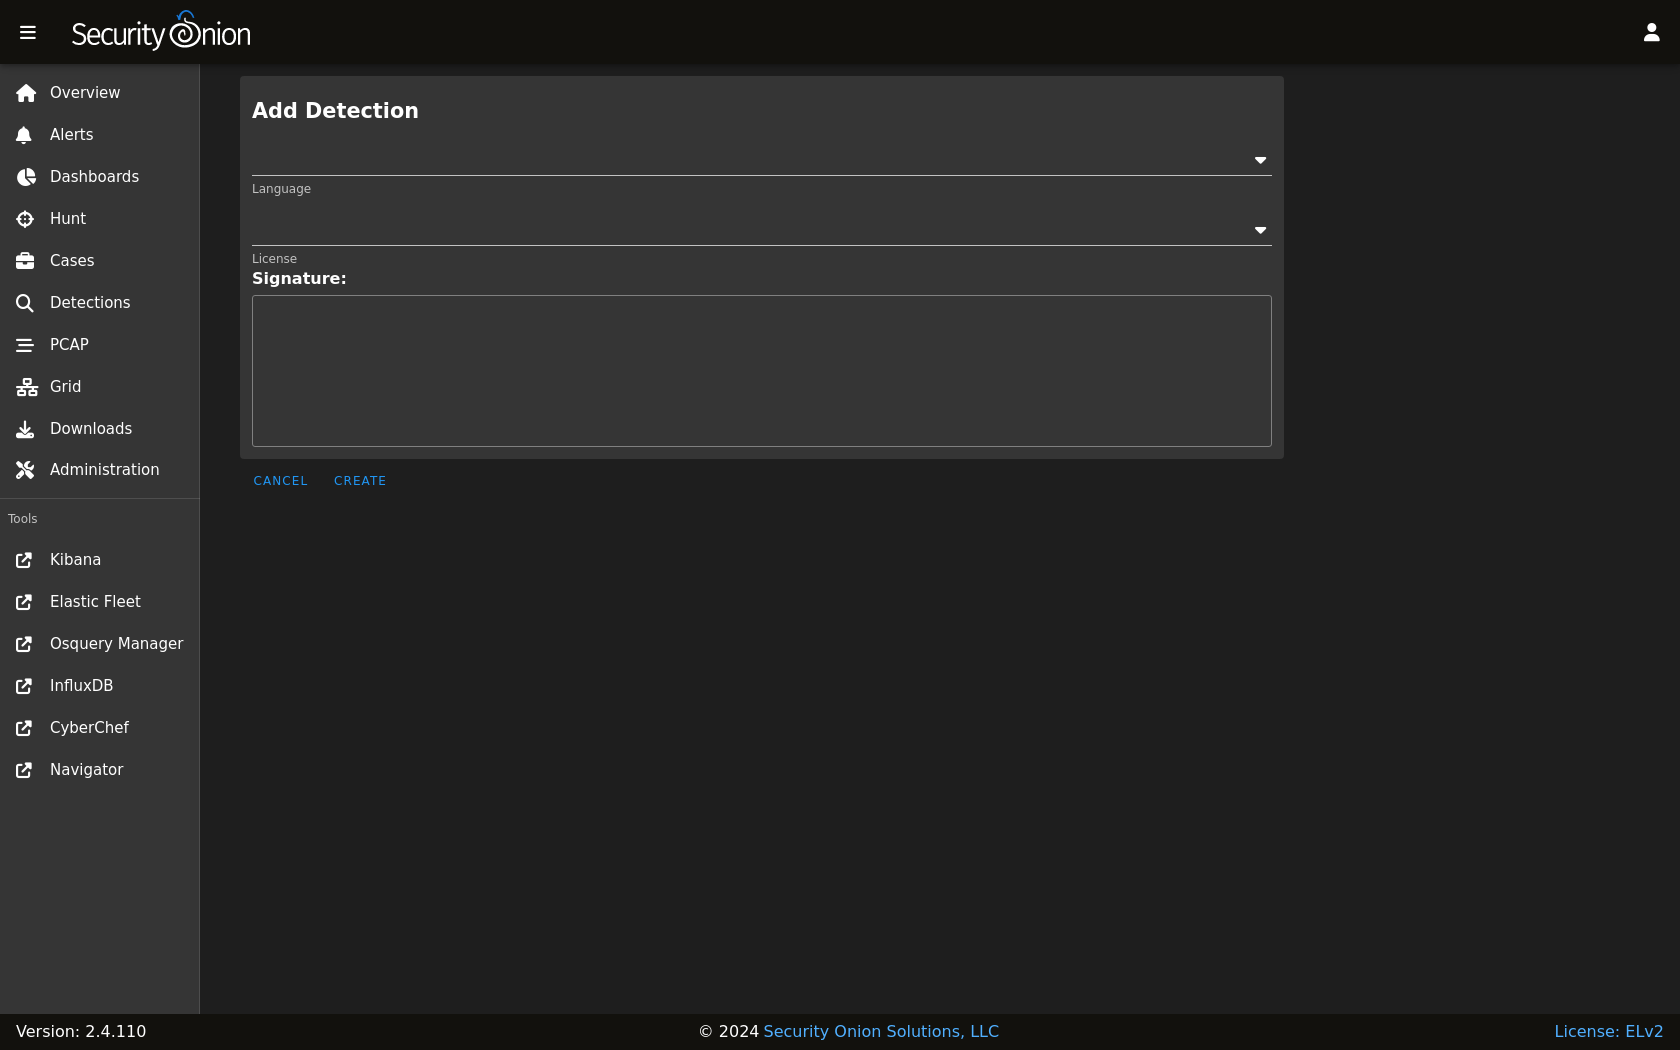 Security Onion
Overview
Alerts
Dashboards
Hunt
Cases
Detections
PCAP
Grid
Downloads
Administration
Tools
Kibana
Elastic Fleet
Osquery Manager
InfluxDB
CyberChef
Navigator
Add Detection
Language
License
Signature:
CANCEL CREATE
Version: 2.4.110 © 2024 Security Onion Solutions, LLC License: ELv2